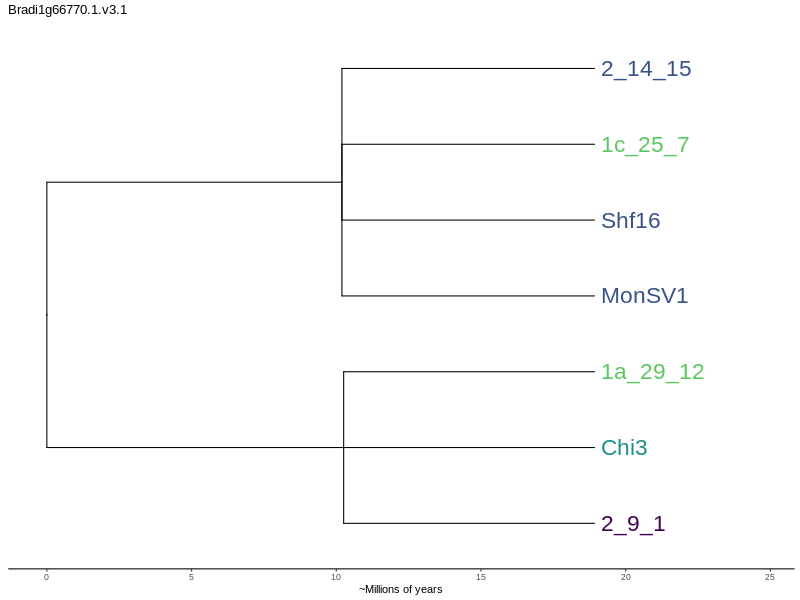 Bradi1g66770.1.v3.1
2_14_15
1c_25_7
Shf16
MonSV1
1a_29_12
Chi3
2_9_1
0 5 10 15 20 25
~Millions of years